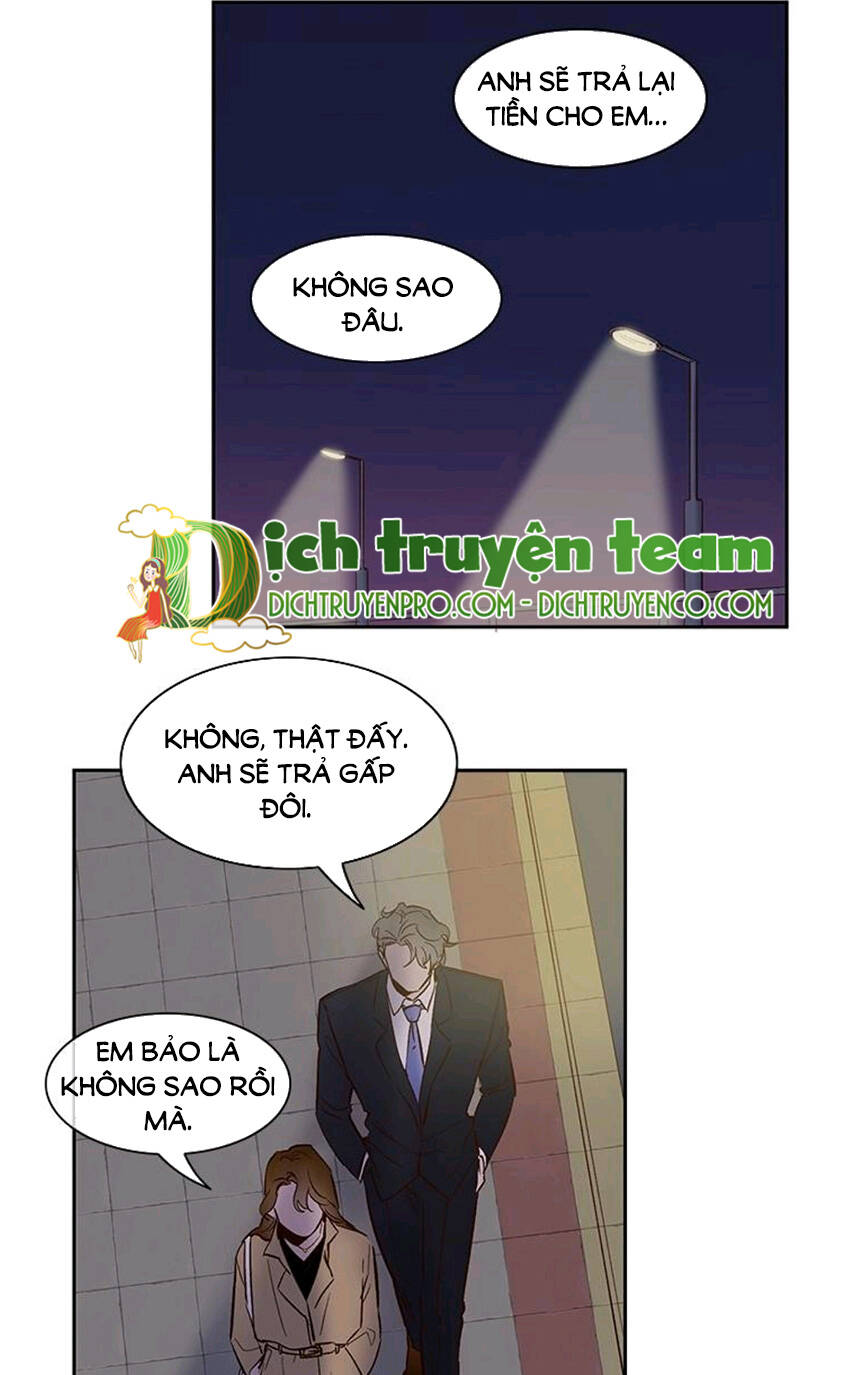 ANH SẼ TRẢ LẠI
TIỀN CHO EM...
KHÔNG SAO
ĐÂU.
Dịch truyện team
DICHTRUYENPRO.COM - DICHTRUYENCO.COM
KHÔNG, THẬT ĐẤY.
ANH SẼ TRẢ GẤP
ĐÔI.
EM BẢO LÀ
KHÔNG SAO RỒI
MÀ.